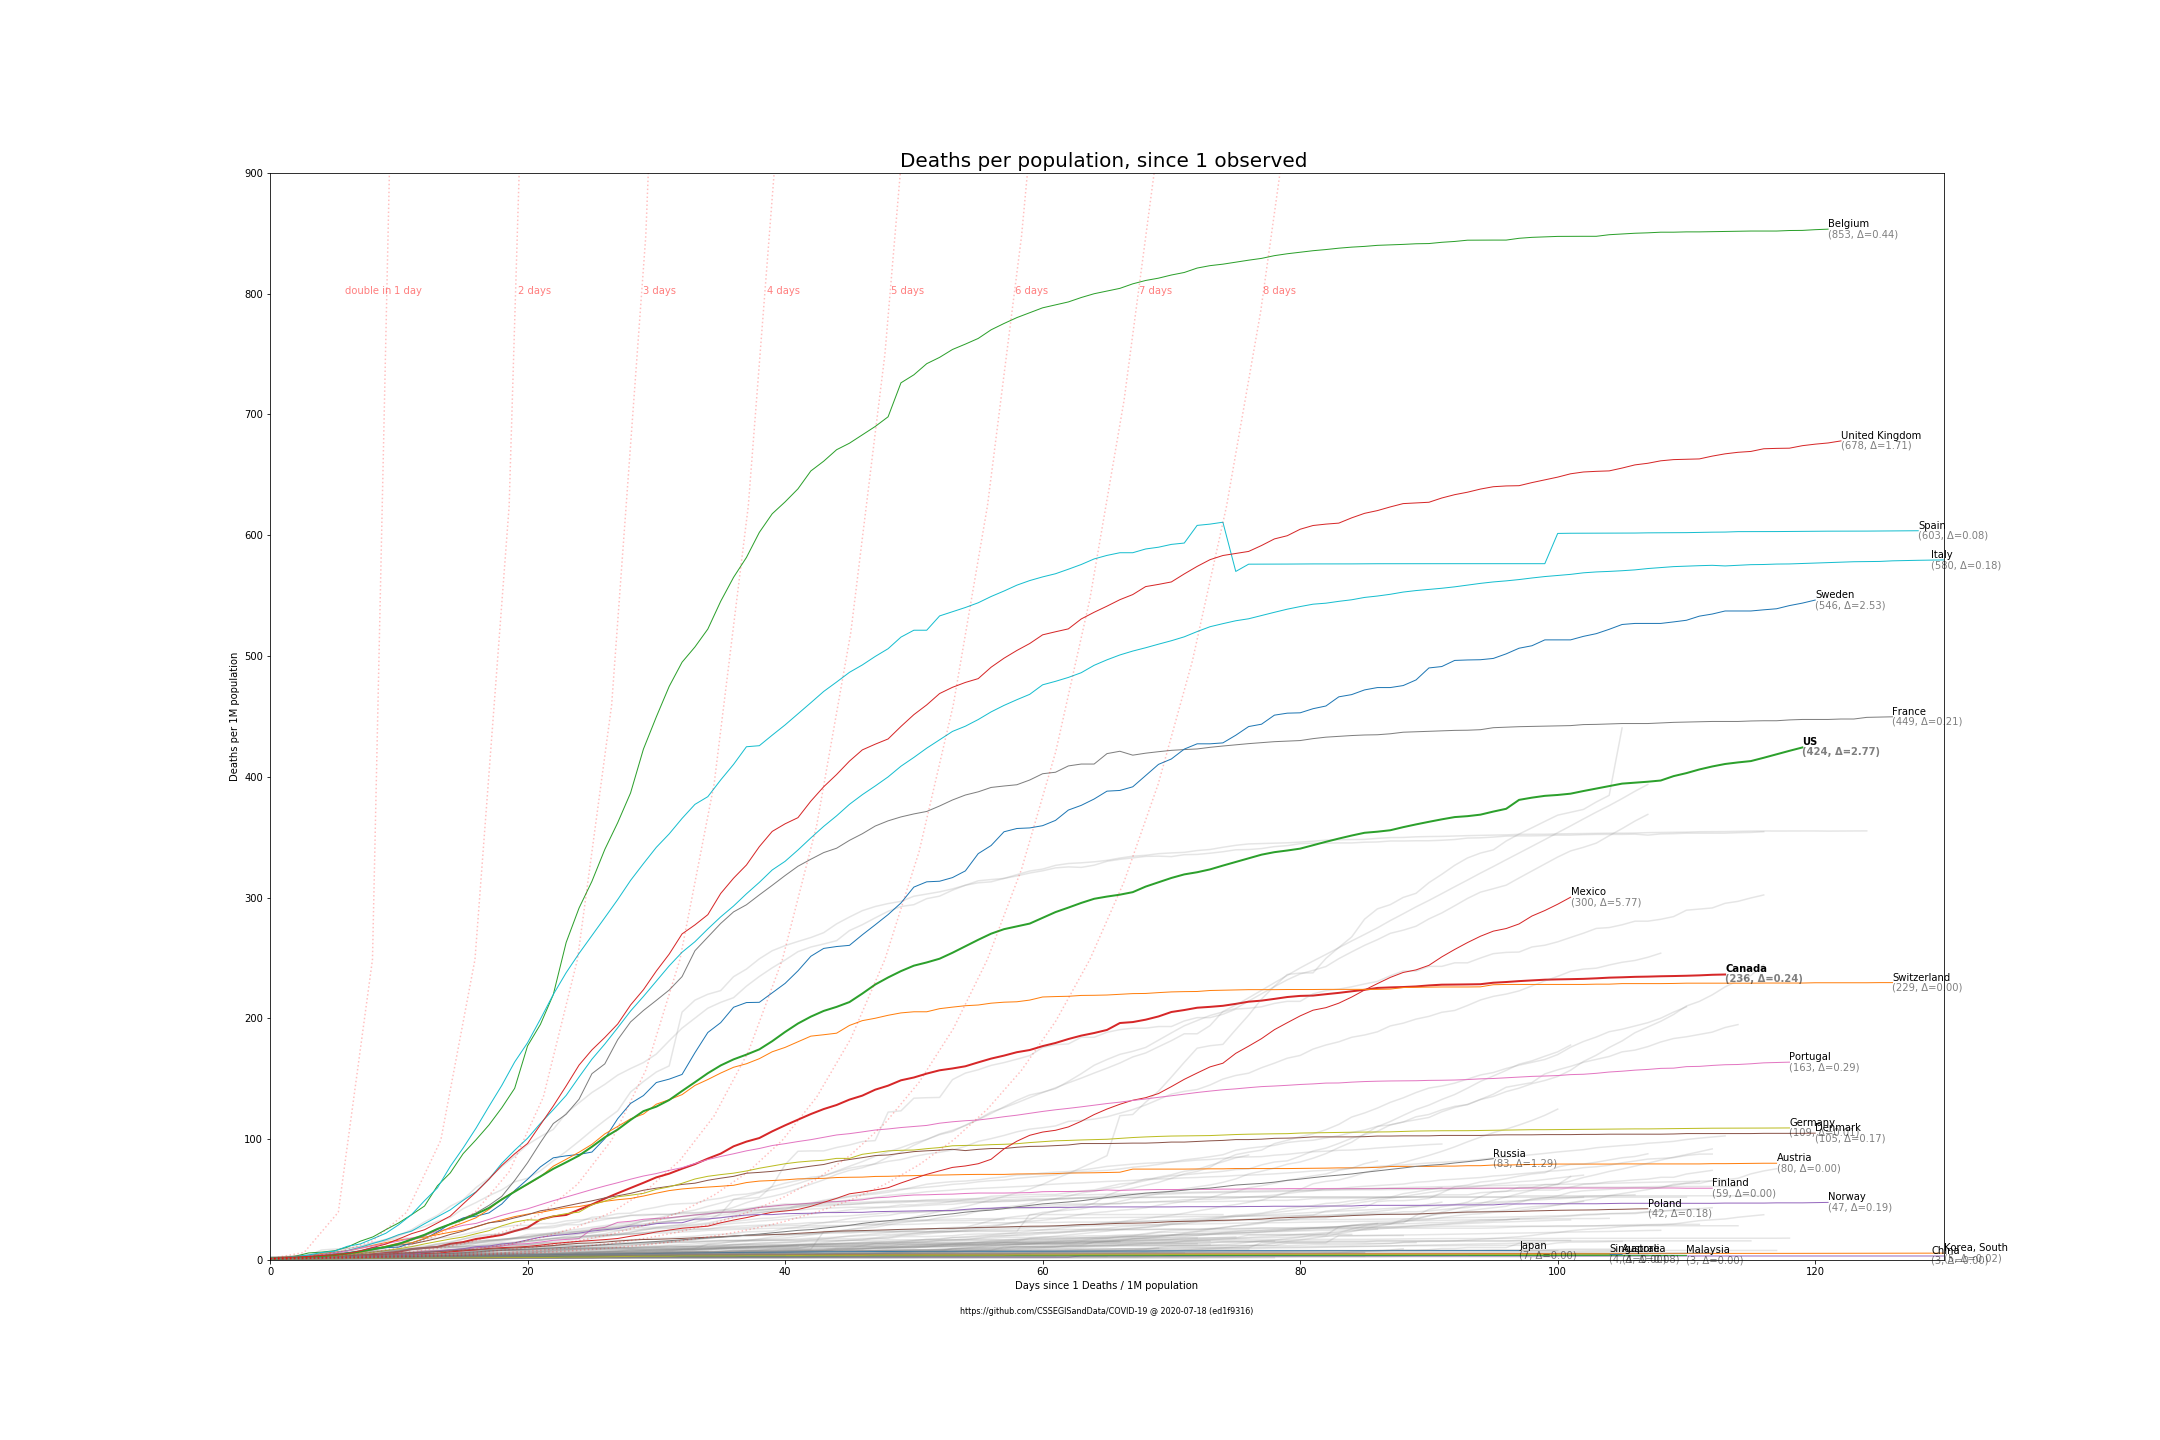 Deaths per population, since 1 observed
900
800
700
600
500
400
300
200
100
0
Deaths per 1M population
double in 1 day
2 days
3 days
4 days
5 days
6 days
7 days
8 days
Belgium
(853, Δ=0.44)
United Kingdom
(678, Δ=1.71)
Spain
(603, Δ=0.08)
Italy
(580, Δ=0.18)
Sweden
(546, Δ=2.53)
France
(449, Δ=0.21)
US
(424, Δ=2.77)
Mexico
(300, Δ=5.77)
Canada
(236, Δ=0.24)
Switzerland
(229, Δ=0.00)
Portugal
(163, Δ=0.29)
Germany
Denmark
(105, Δ=0.17)
Russia
(83, Δ=1.29)
Austria
(80, Δ=0.00)
Finland
(59, Δ=0.00)
Norway
(47, Δ=0.19)
Poland
(42, Δ=0.18)
Japan
(7, Δ=0.00)
Singapore
Australia
Malaysia
(3, Δ=0.00)
China
Korea, South
0
20
40
60
80
100
120
Days since 1 Deaths / 1M population
https://github.com/CSSEGISandData/COVID-19 @ 2020-07-18 (ed1f9316)